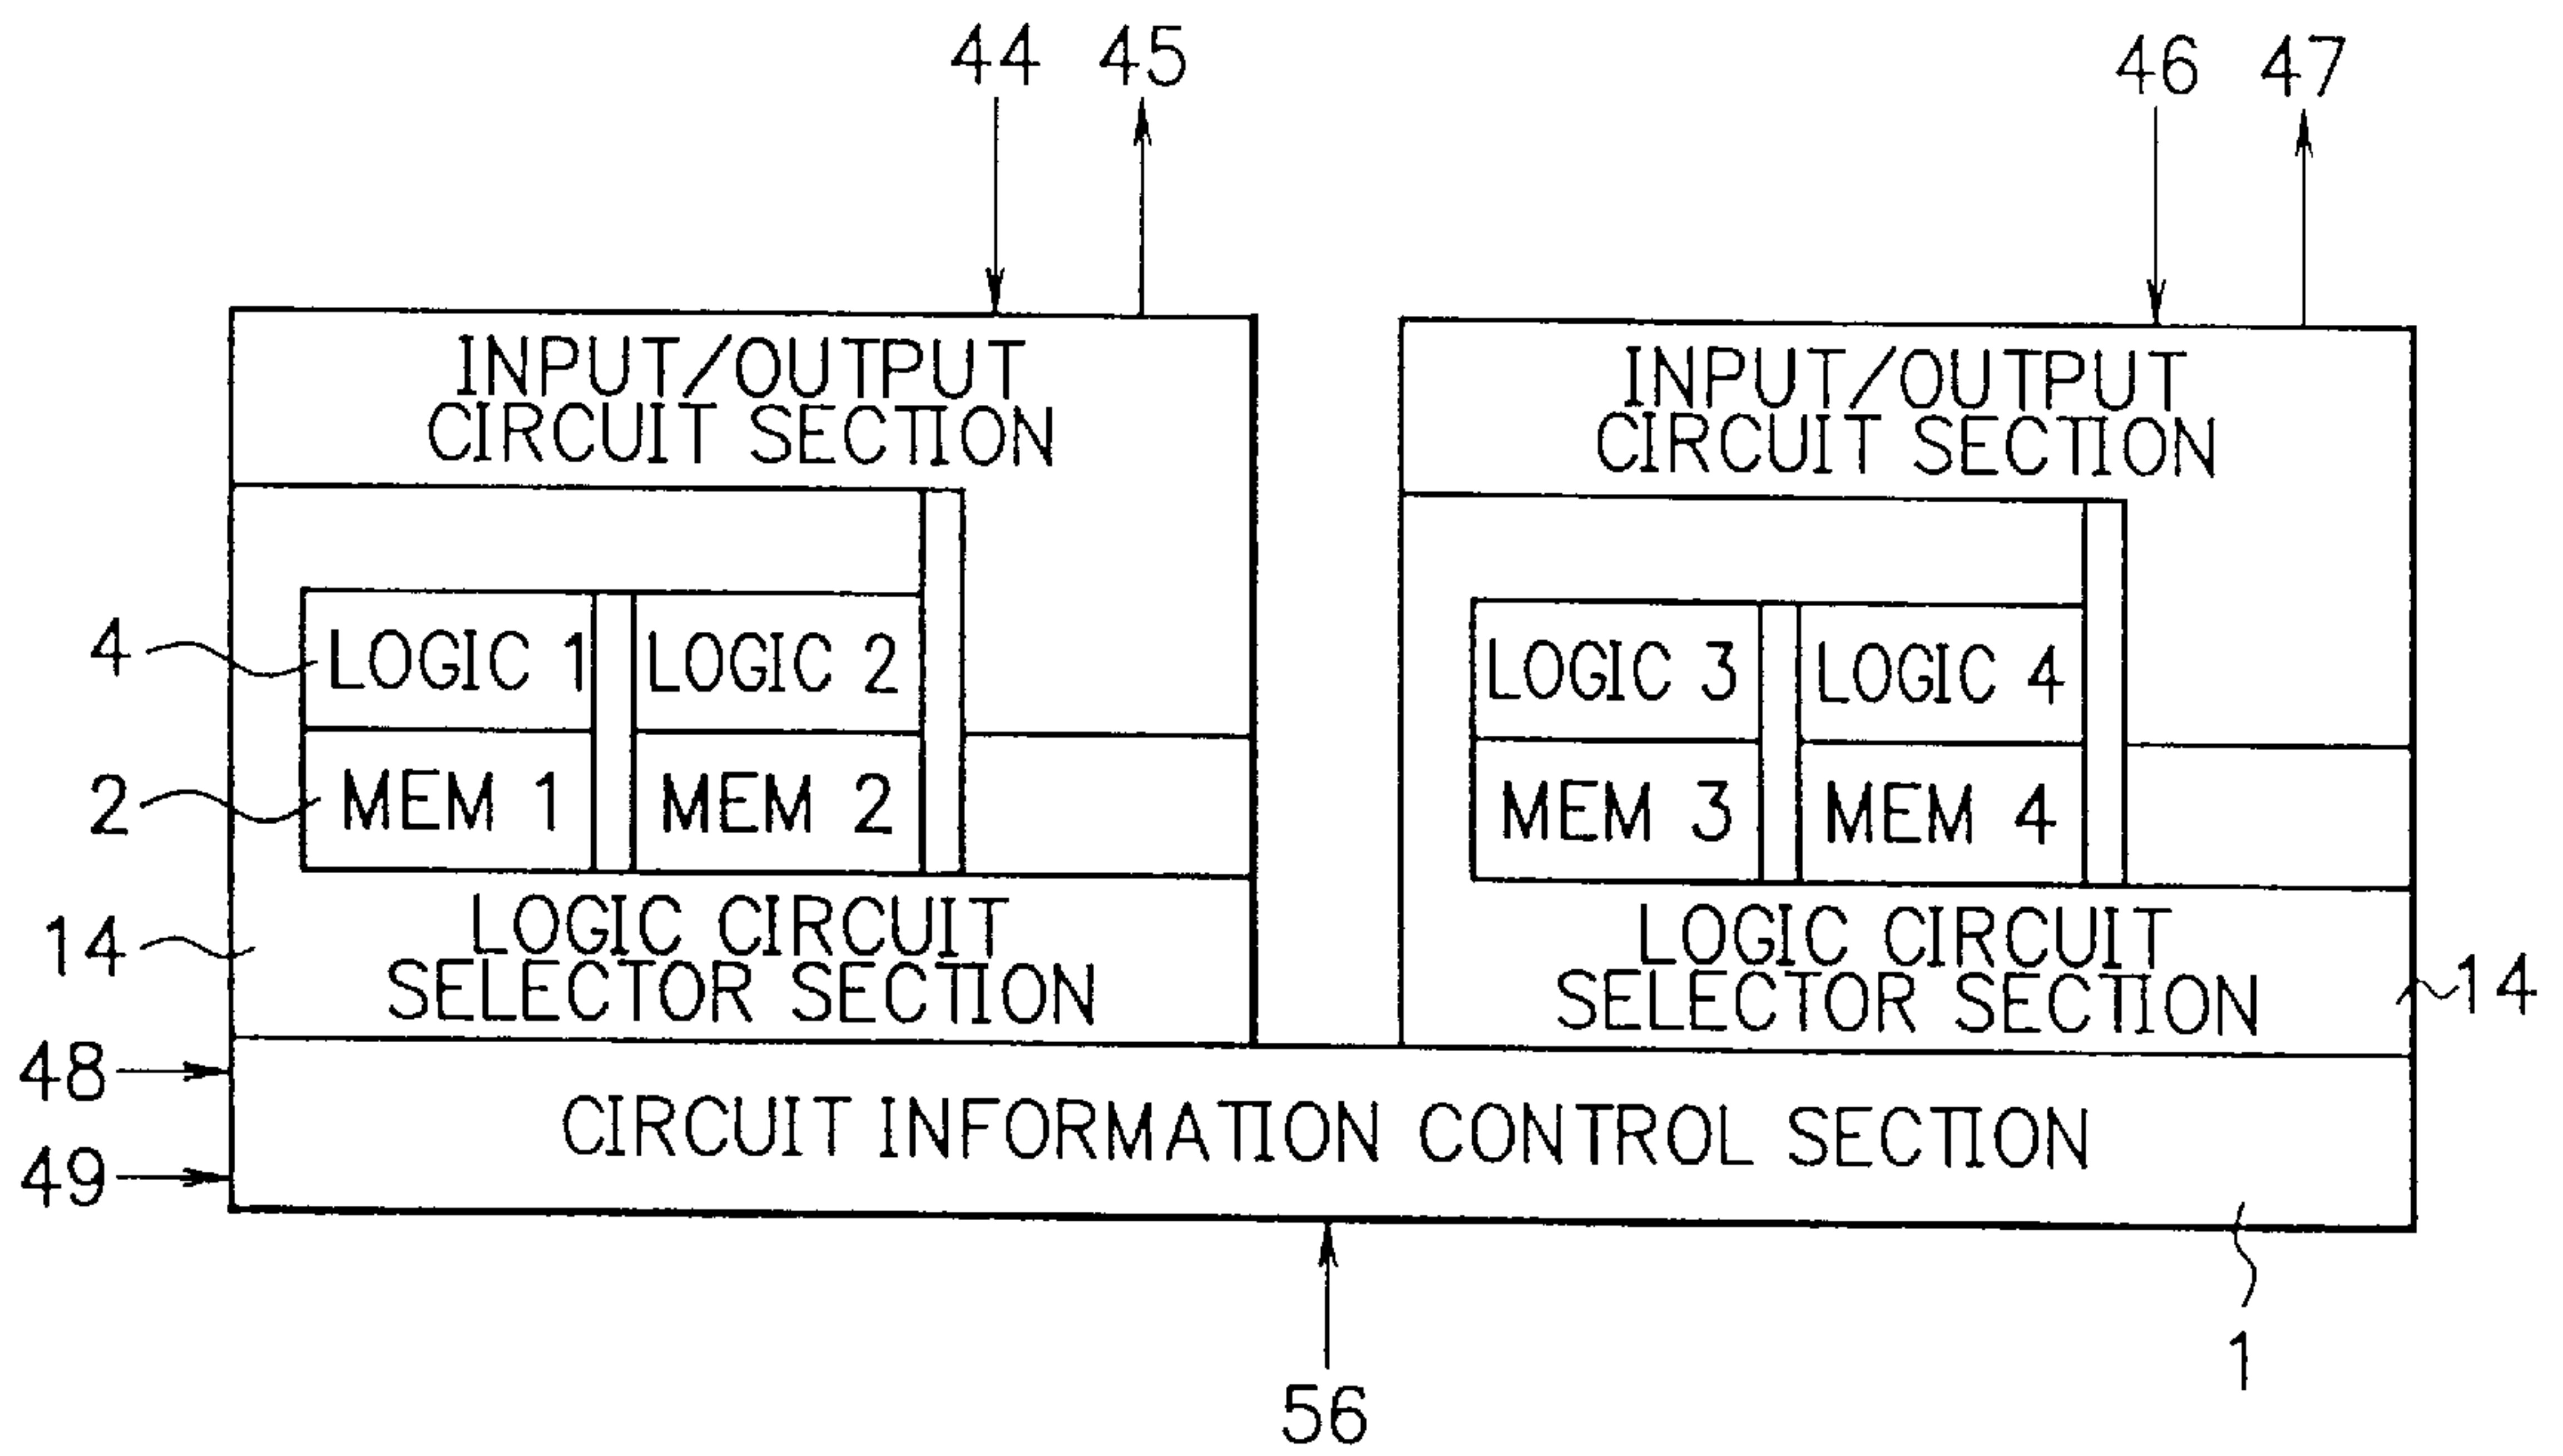 44 45
46 47
INPUT/OUTPUT
CIRCUIT SECTION
INPUT/OUTPUT
CIRCUIT SECTION
4
LOGIC 1 LOGIC 2
LOGIC 3 LOGIC 4
2
MEM 1 MEM 2
MEM 3 MEM 4
14
LOGIC CIRCUIT
SELECTOR SECTION
LOGIC CIRCUIT
SELECTOR SECTION
14
48
CIRCUIT INFORMATION CONTROL SECTION
49
1
56